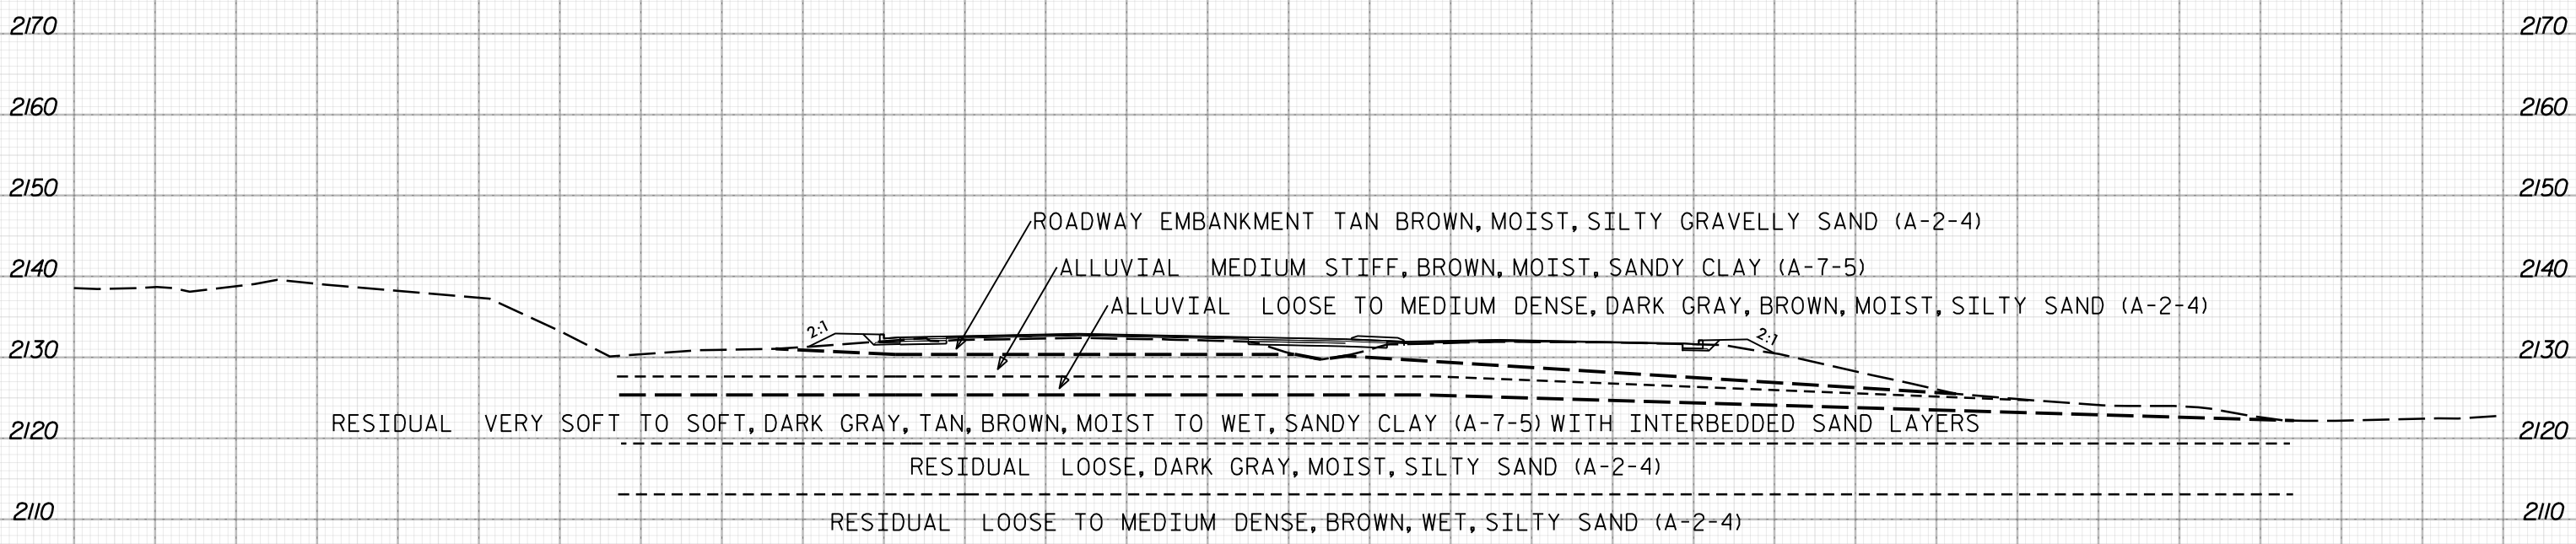 2170 2170
2160 2160
2150 2150
ROADWAY EMBANKMENT TAN BROWN, MOIST, SILTY GRAVELLY SAND (A-2-4)
2140 ALLUVIAL MEDIUM STIFF, BROWN, MOIST, SANDY CLAY (A-7-5) 2140
ALLUVIAL LOOSE TO MEDIUM DENSE, DARK GRAY, BROWN, MOIST, SILTY SAND (A-2-4)
2:1 2:1
2130 2130
RESIDUAL VERY SOFT TO SOFT, DARK GRAY, TAN, BROWN, MOIST TO WET, SANDY CLAY (A-7-5) WITH INTERBEDDED SAND LAYERS
2120 2120
RESIDUAL LOOSE, DARK GRAY, MOIST, SILTY SAND (A-2-4)
2110 2110
RESIDUAL LOOSE TO MEDIUM DENSE, BROWN, WET, SILTY SAND (A-2-4)